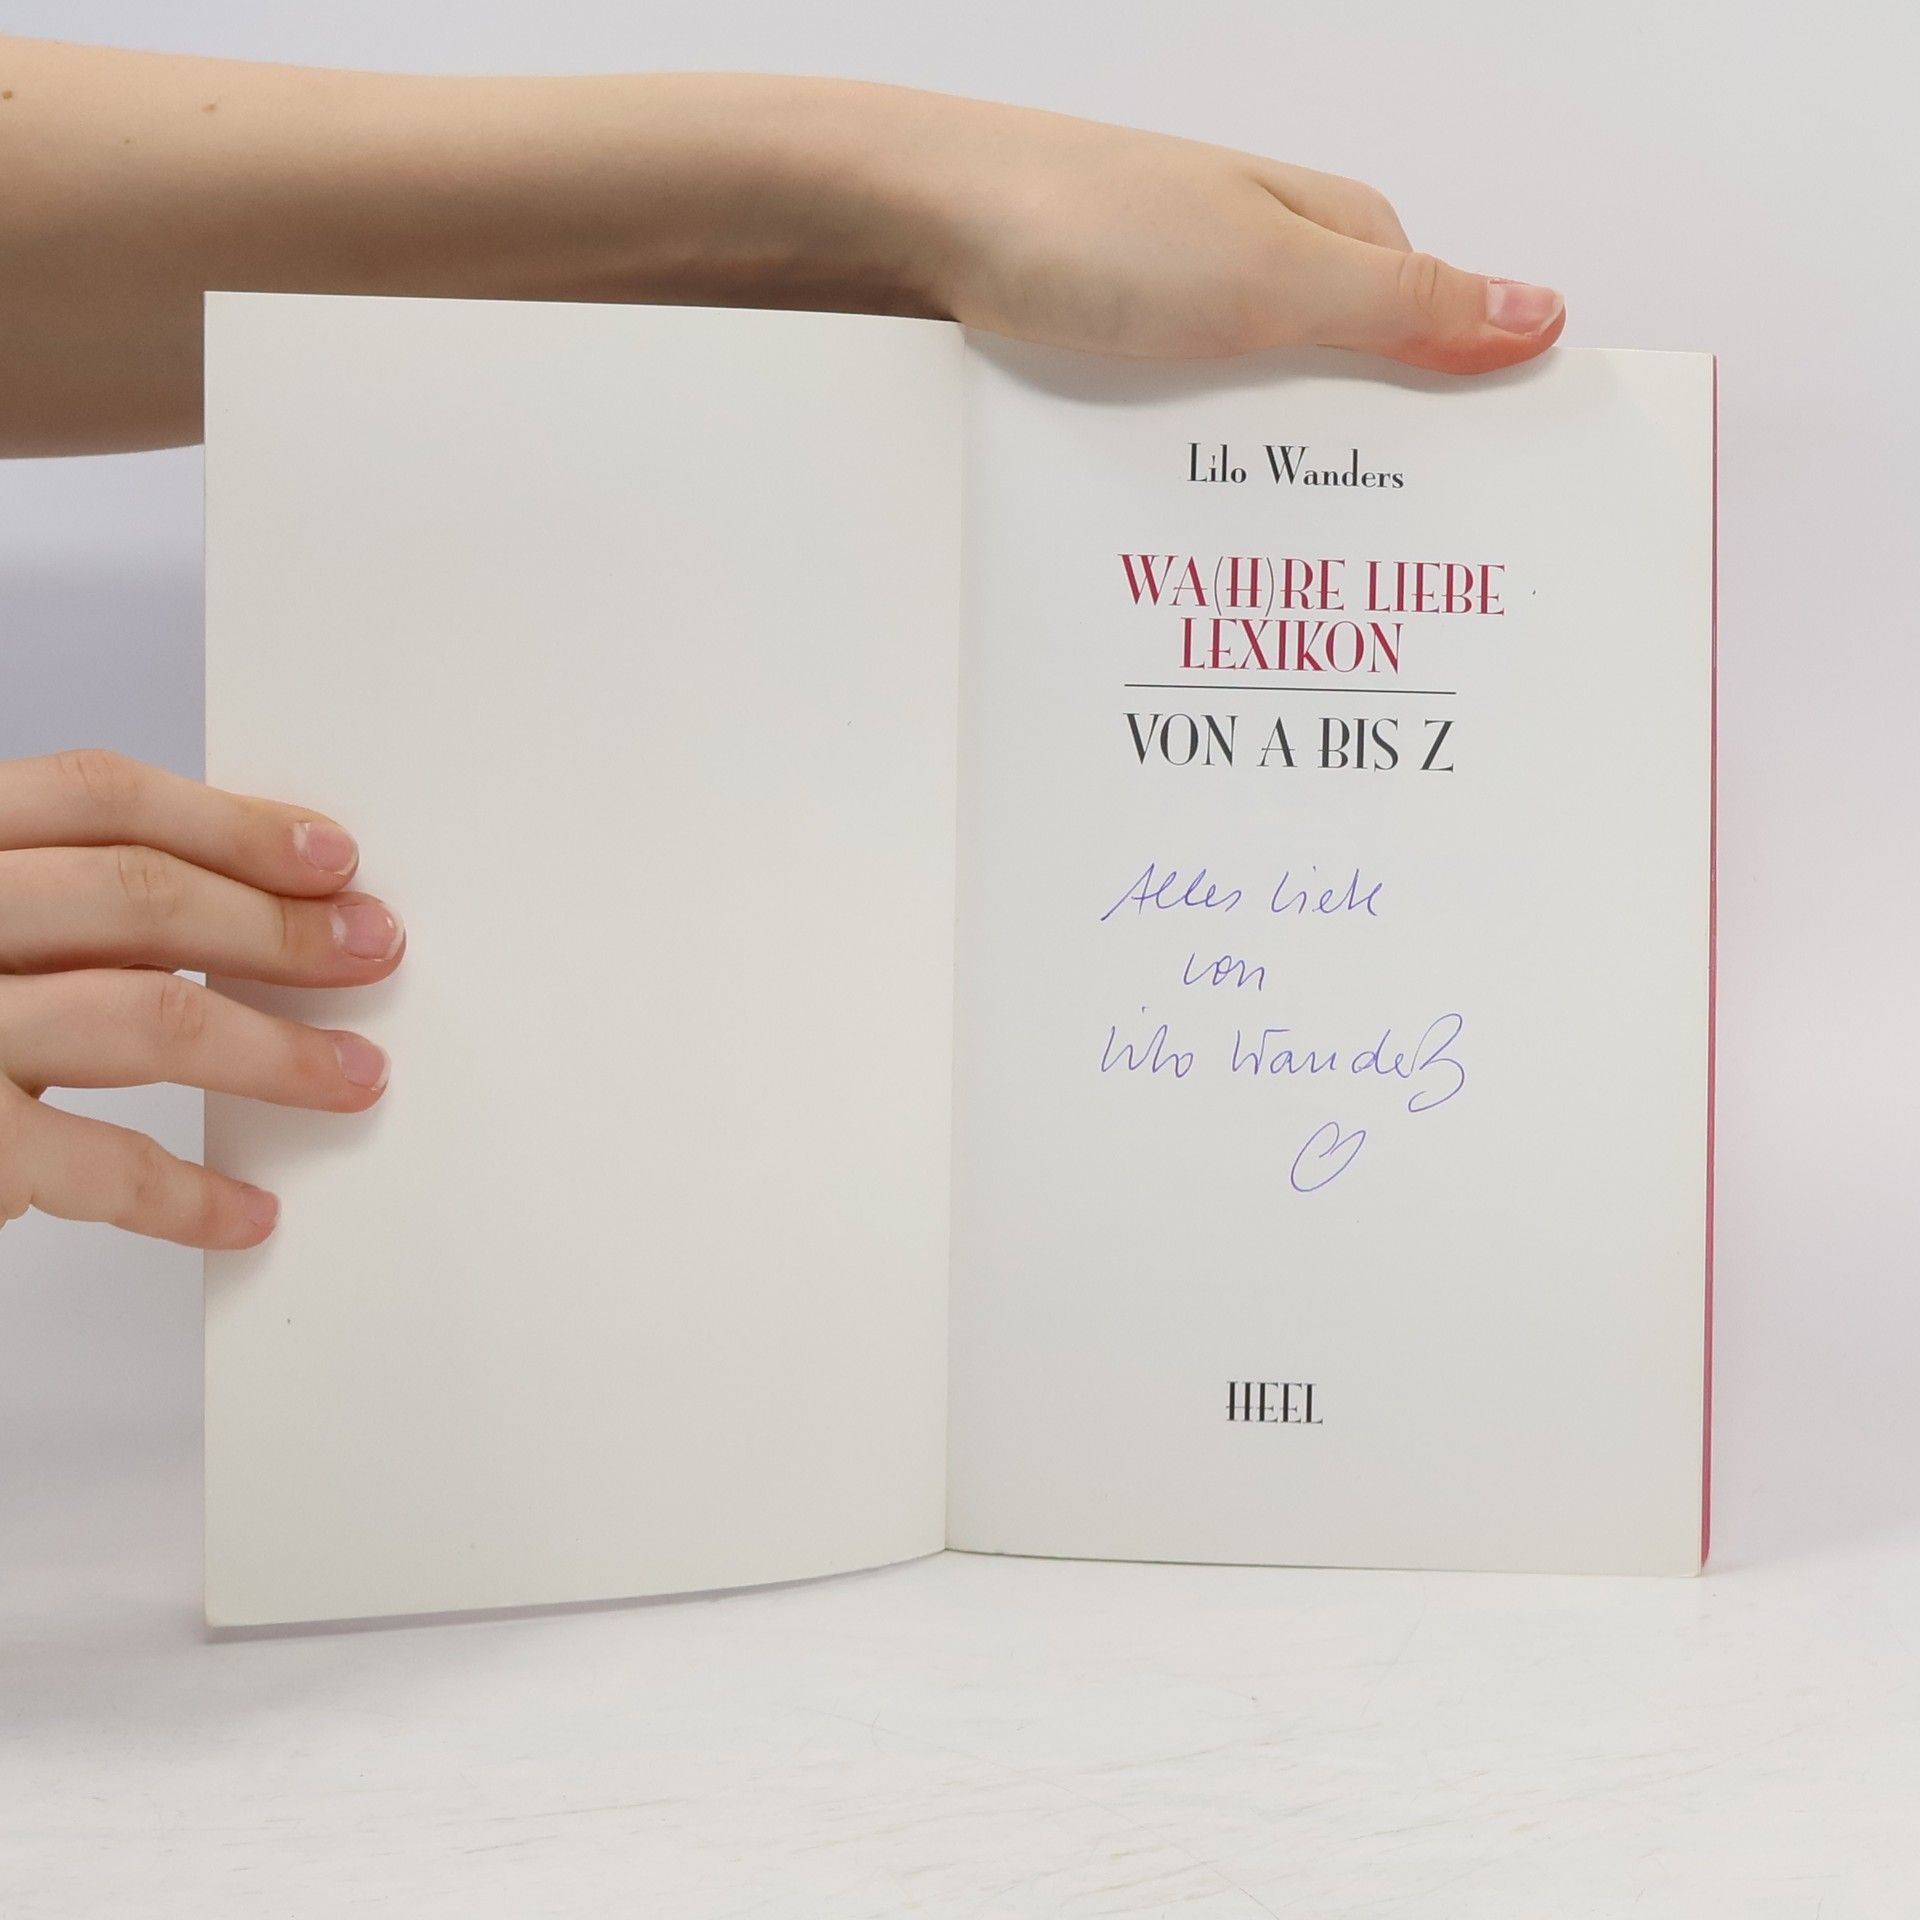 Lilo Wanders
WA(H)RE LIEBE
LEXIKON
VON A BIS Z
Alles Liebe
von
Lilo Wanders
HEEL